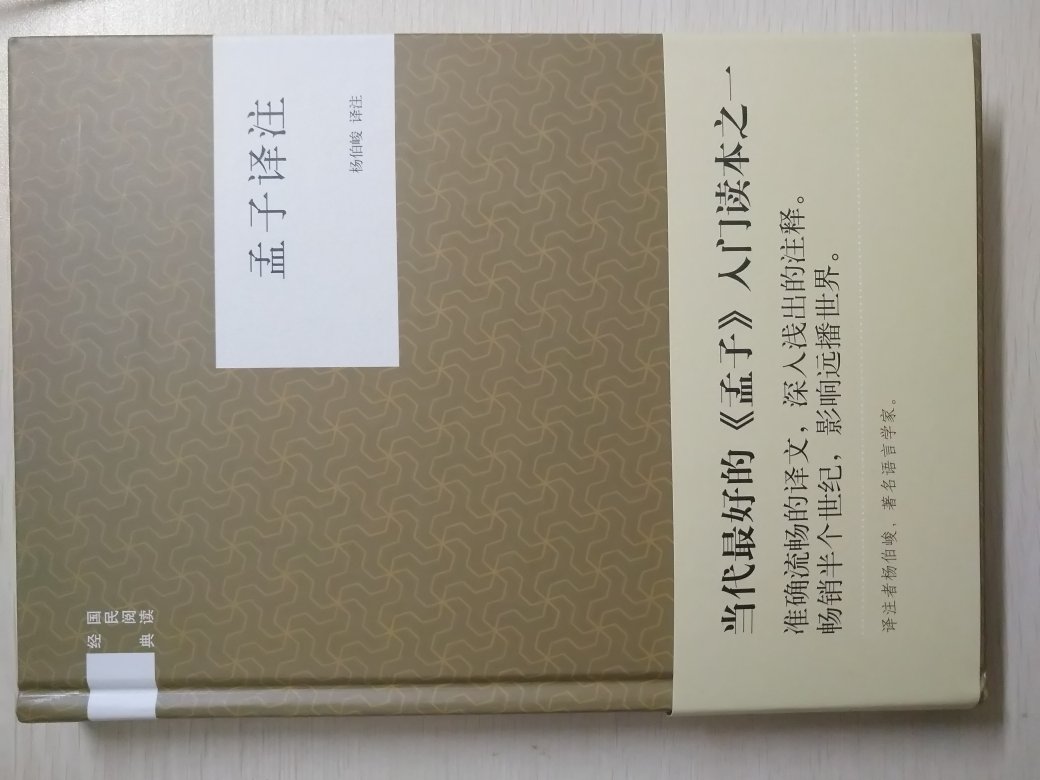 国民阅读
经典
孟子译注
杨伯峻 译注
当代最好的《孟子》入门读本之一
准确流畅的译文，深入浅出的注释。
畅销半个世纪，影响远播世界。
译注者杨伯峻，著名语言学家。